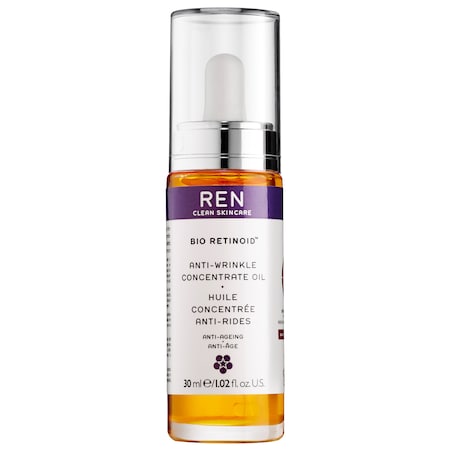 REN
CLEAN SKINCARE
BIO RETINOID™
ANTI-WRINKLE
CONCENTRATE OIL
•
HUILE
CONCENTRÉE
ANTI-RIDES
ANTI-AGEING
•
ANTI-ÂGE
30 ml ℮/1.02 fl. oz. U.S.